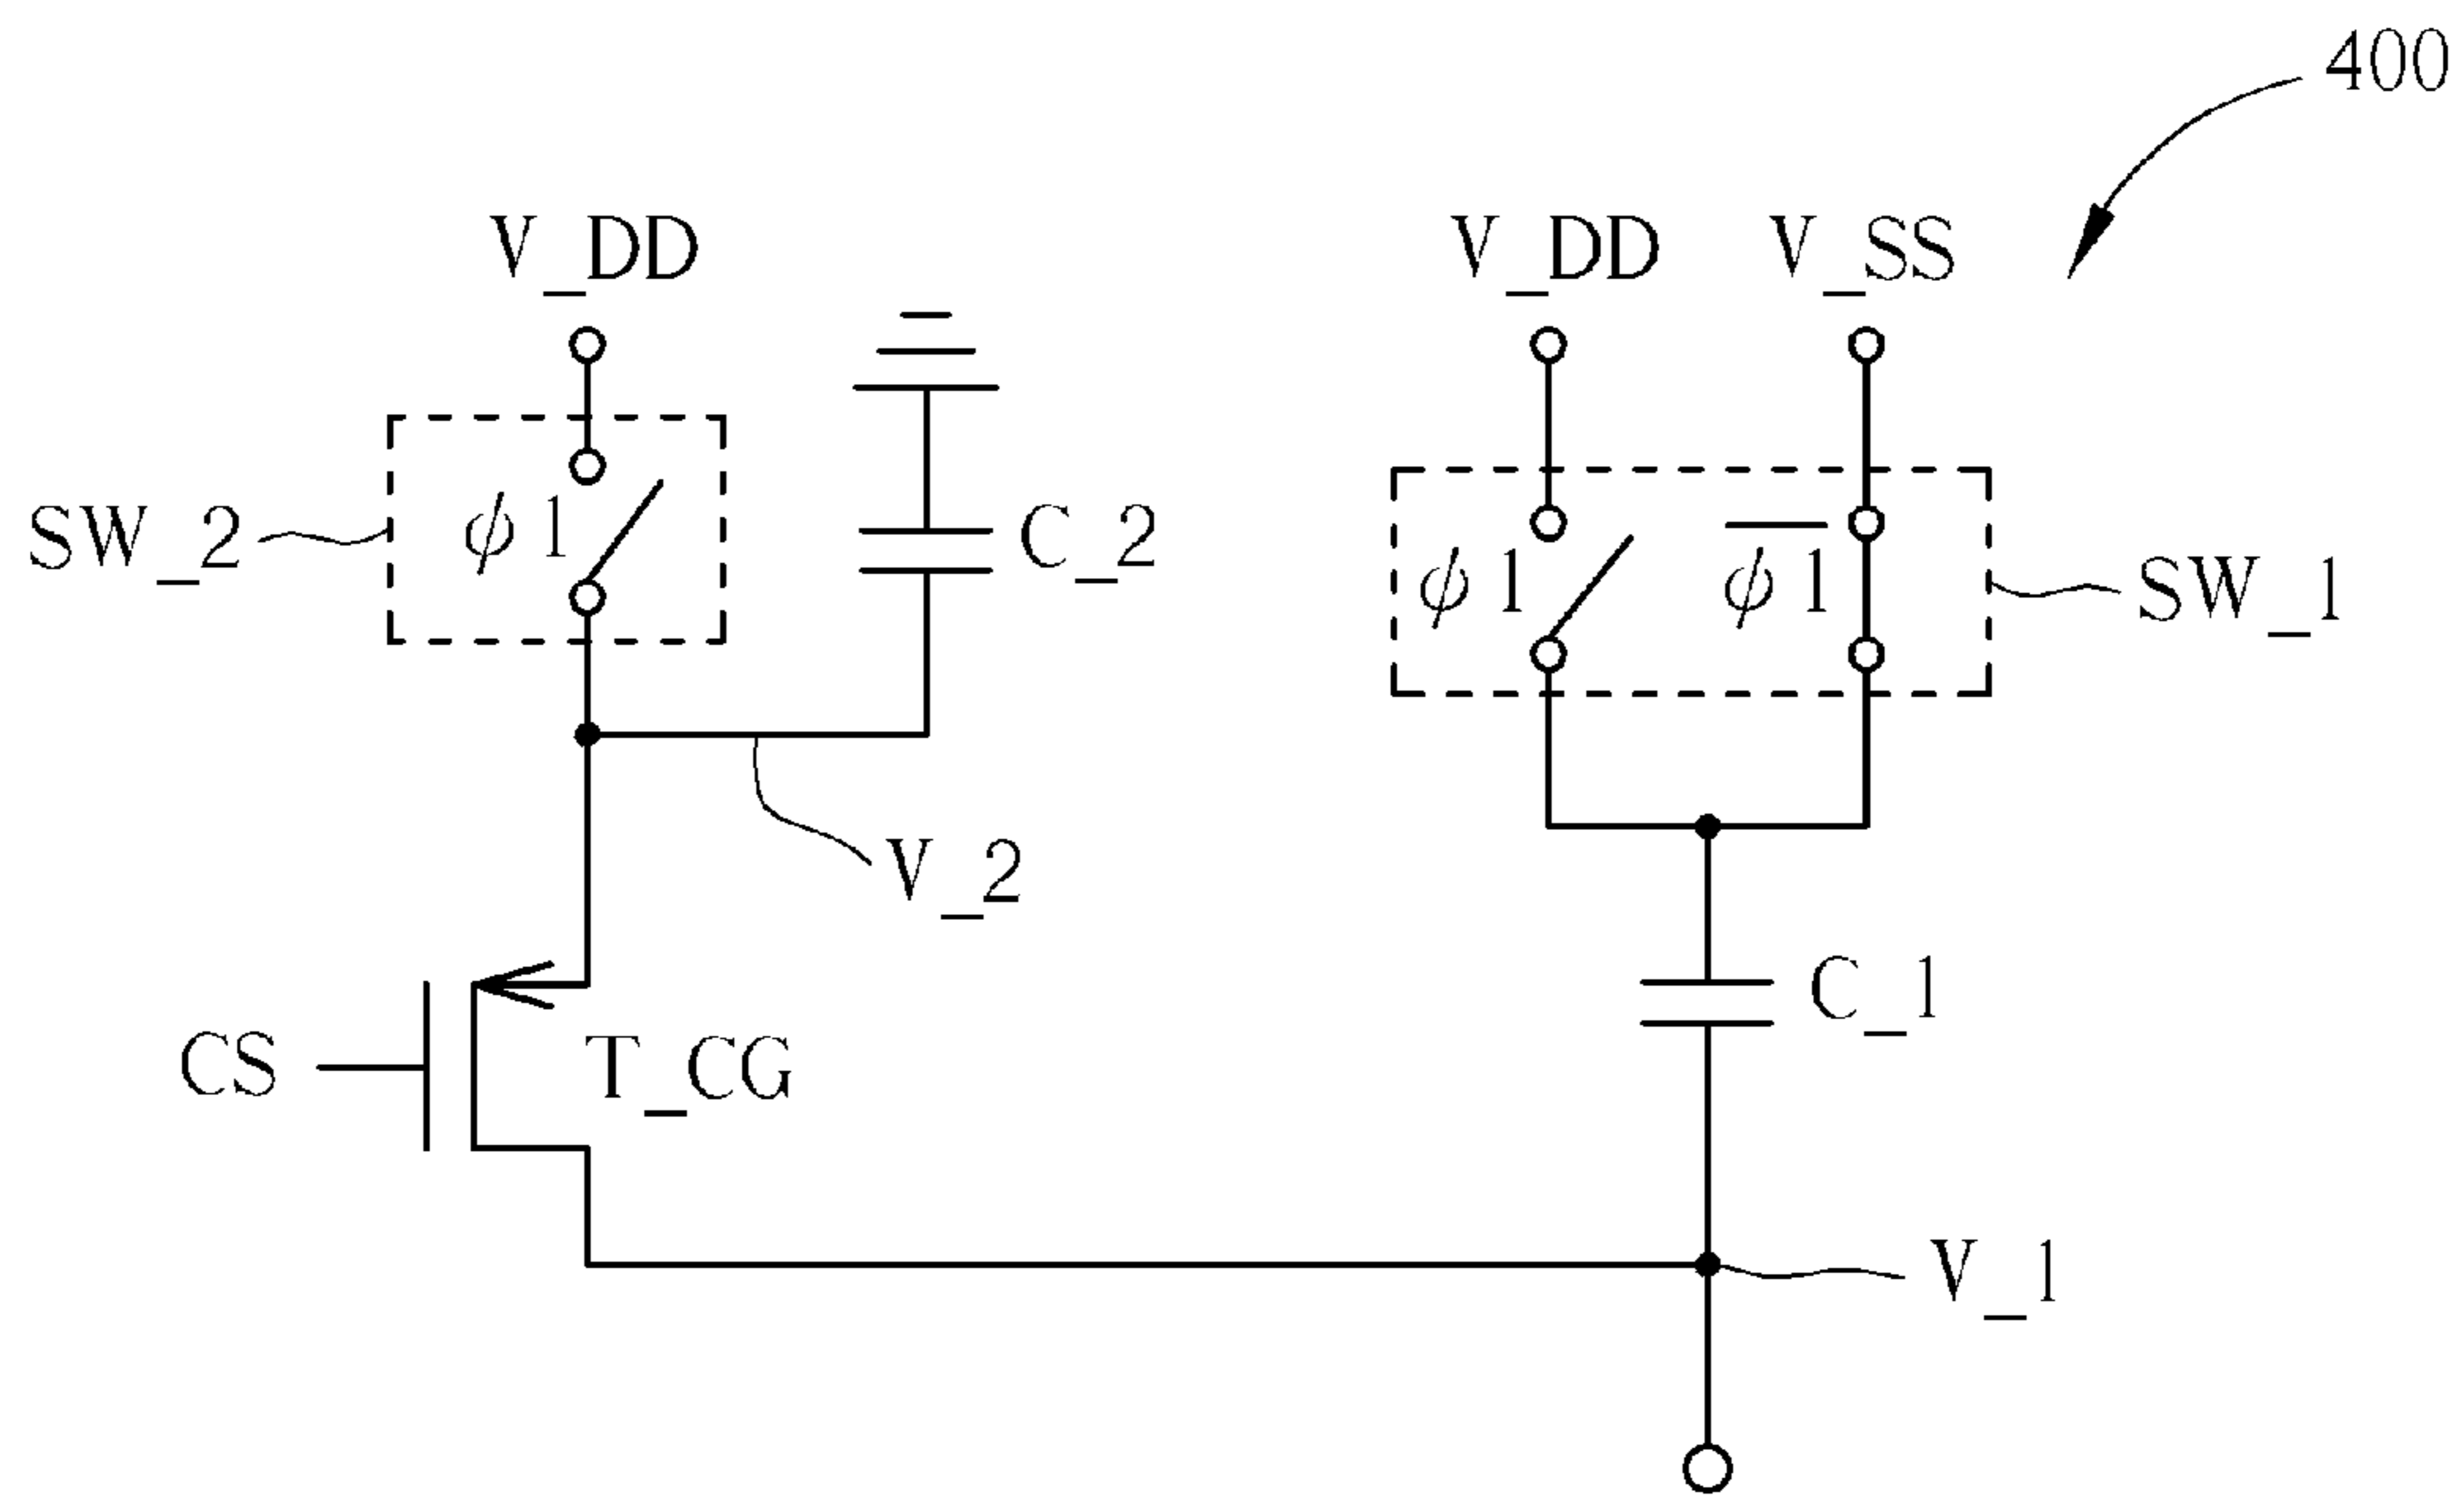 400
V_DD
V_DD
V_SS
SW_2
ϕ1
C_2
ϕ1
ϕ1̅
SW_1
V_2
C_1
CS
T_CG
V_1